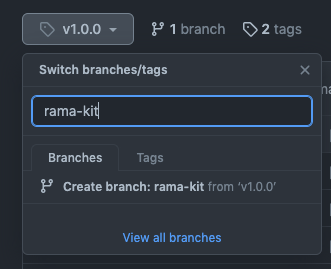 v1.0.0 1 branch 2 tags
Switch branches/tags
rama-kit
Branches Tags
Create branch: rama-kit from ‘v1.0.0’
View all branches